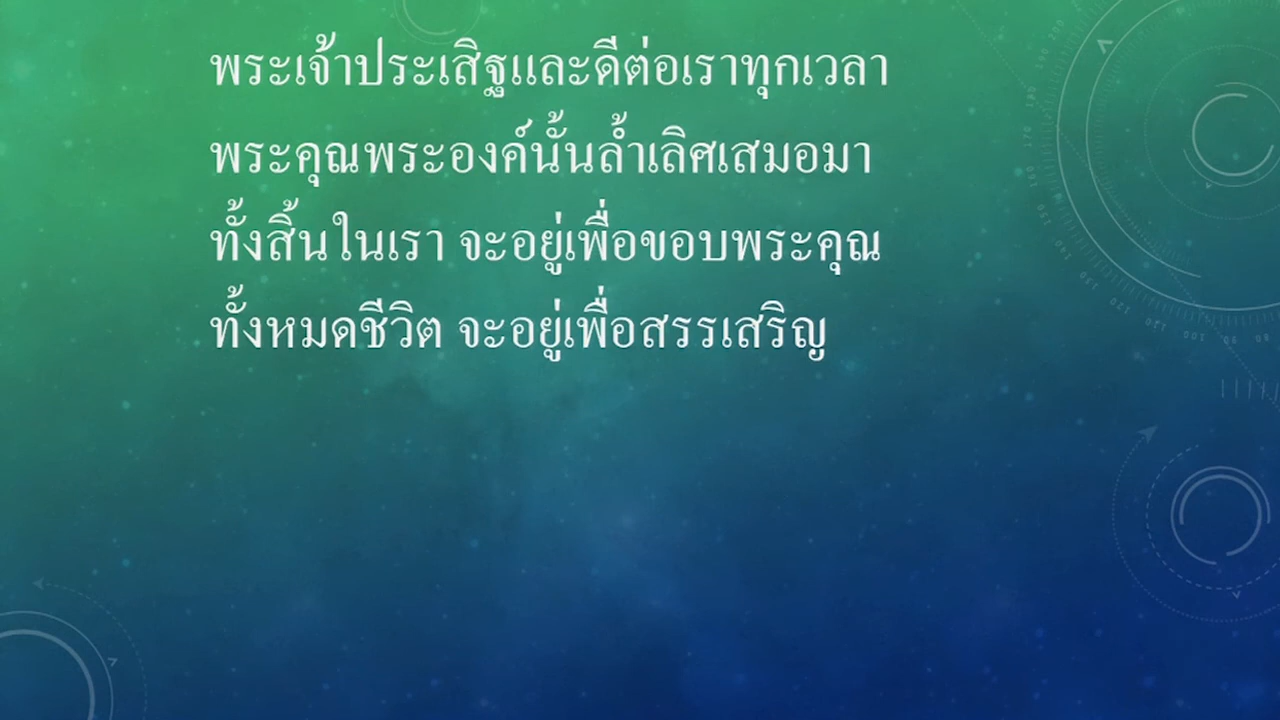 พระเจ้าประเสิฐและดีต่อเราทุกเวลา
พระคุณพระองค์นั้นล้ำเลิศเสมอมา
ทั้งสิ้นในเรา จะอยู่เพื่อขอบพระคุณ
ทั้งหมดชีวิต จะอยู่เพื่อสรรเสริญ